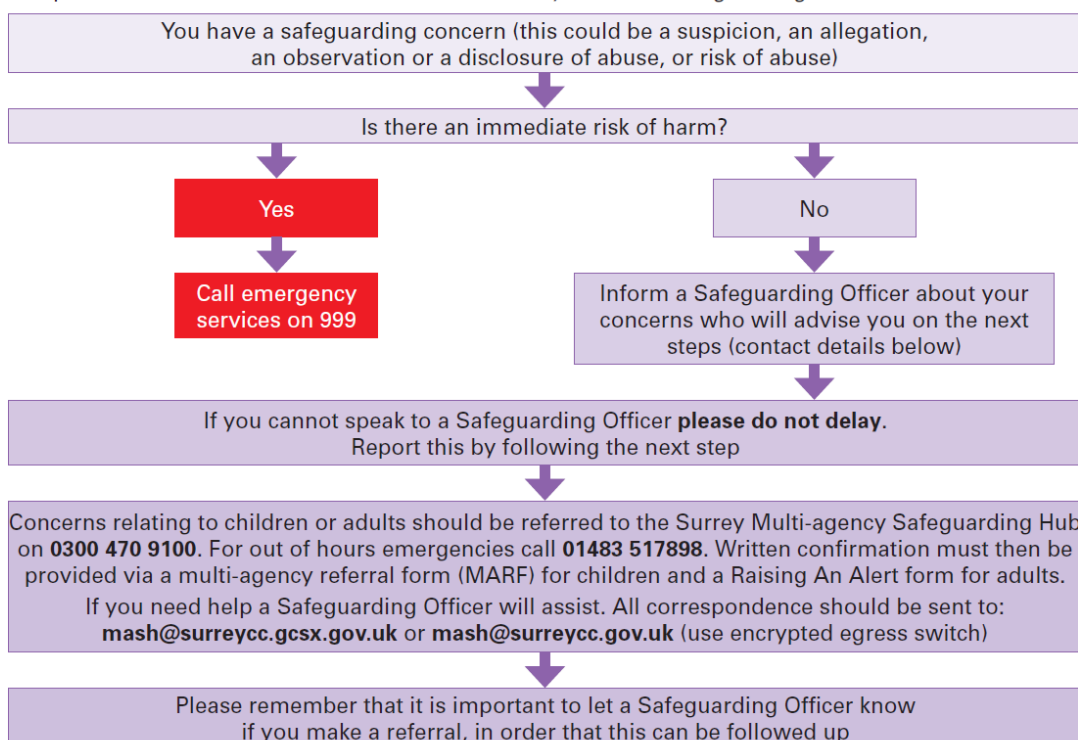 You have a safeguarding concern (this could be a suspicion, an allegation,
an observation or a disclosure of abuse, or risk of abuse)
Is there an immediate risk of harm?
Yes
No
Call emergency
services on 999
Inform a Safeguarding Officer about your
concerns who will advise you on the next
steps (contact details below)
If you cannot speak to a Safeguarding Officer please do not delay.
Report this by following the next step
Concerns relating to children or adults should be referred to the Surrey Multi-agency Safeguarding Hub
on 0300 470 9100. For out of hours emergencies call 01483 517898. Written confirmation must then be
provided via a multi-agency referral form (MARF) for children and a Raising An Alert form for adults.
If you need help a Safeguarding Officer will assist. All correspondence should be sent to:
mash@surreycc.gcsx.gov.uk or mash@surreycc.gov.uk (use encrypted egress switch)
Please remember that it is important to let a Safeguarding Officer know
if you make a referral, in order that this can be followed up